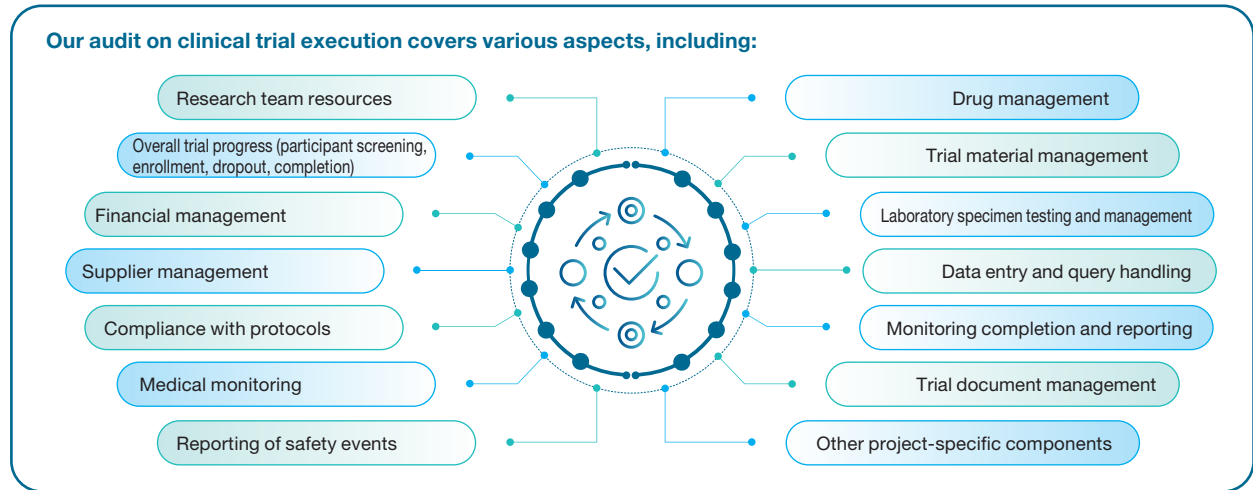 Our audit on clinical trial execution covers various aspects, including:
Research team resources
Overall trial progress (participant screening,
enrollment, dropout, completion)
Financial management
Supplier management
Compliance with protocols
Medical monitoring
Reporting of safety events
Drug management
Trial material management
Laboratory specimen testing and management
Data entry and query handling
Monitoring completion and reporting
Trial document management
Other project-specific components